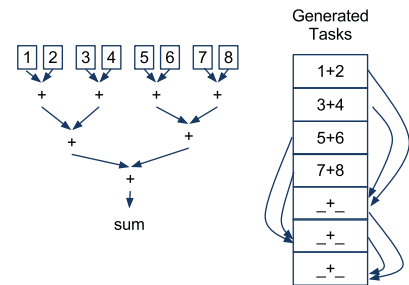 Generated
Tasks
1 2 3 4 5 6 7 8
+ + + +
+ +
+
sum
1+2
3+4
5+6
7+8
_+_
_+_
_+_